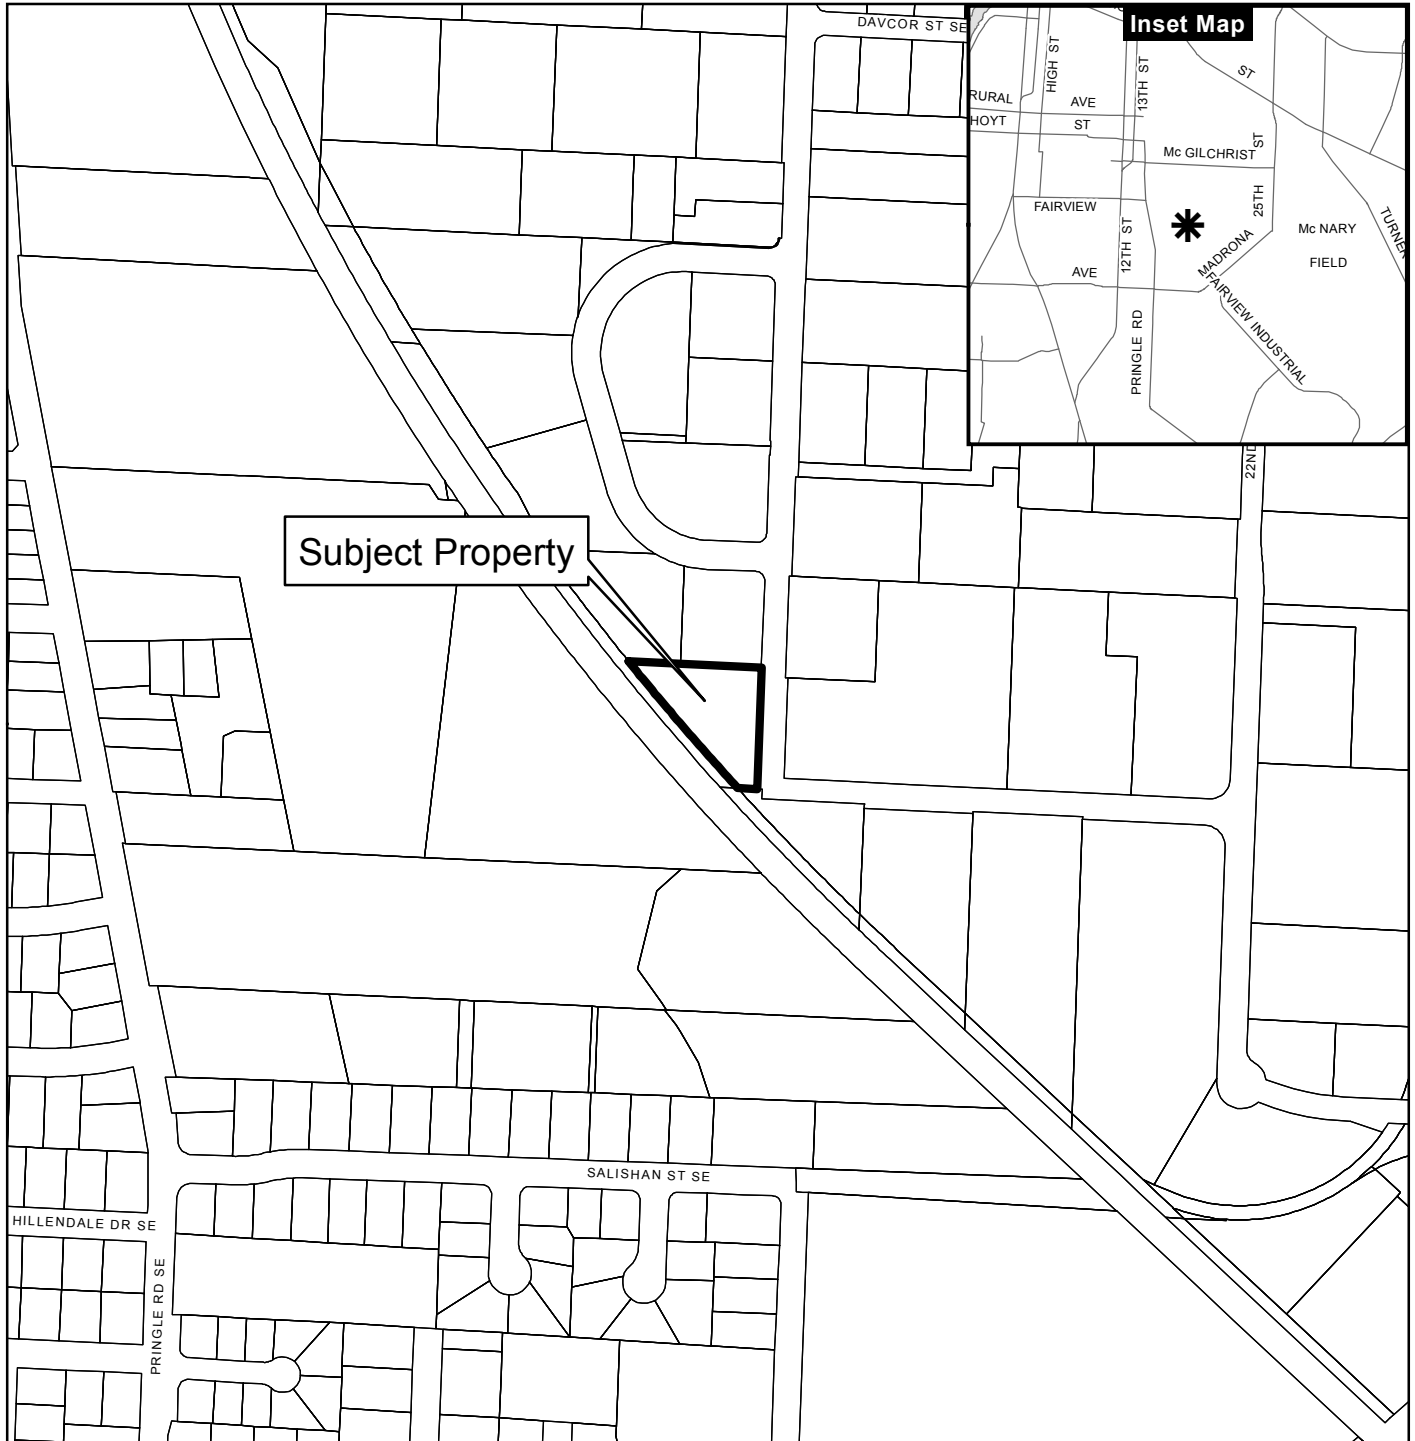 DAVCOR ST SE
Inset Map
HIGH ST
13TH ST
ST
RURAL AVE
HOYT ST
Mc GILCHRIST
25TH ST
FAIRVIEW AVE
12TH ST
MADRONA
Mc NARY
FIELD
TURNER
FAIRVIEW INDUSTRIAL
PRINGLE RD
22ND
Subject Property
SALISHAN ST SE
HILLENDALE DR SE
PRINGLE RD SE